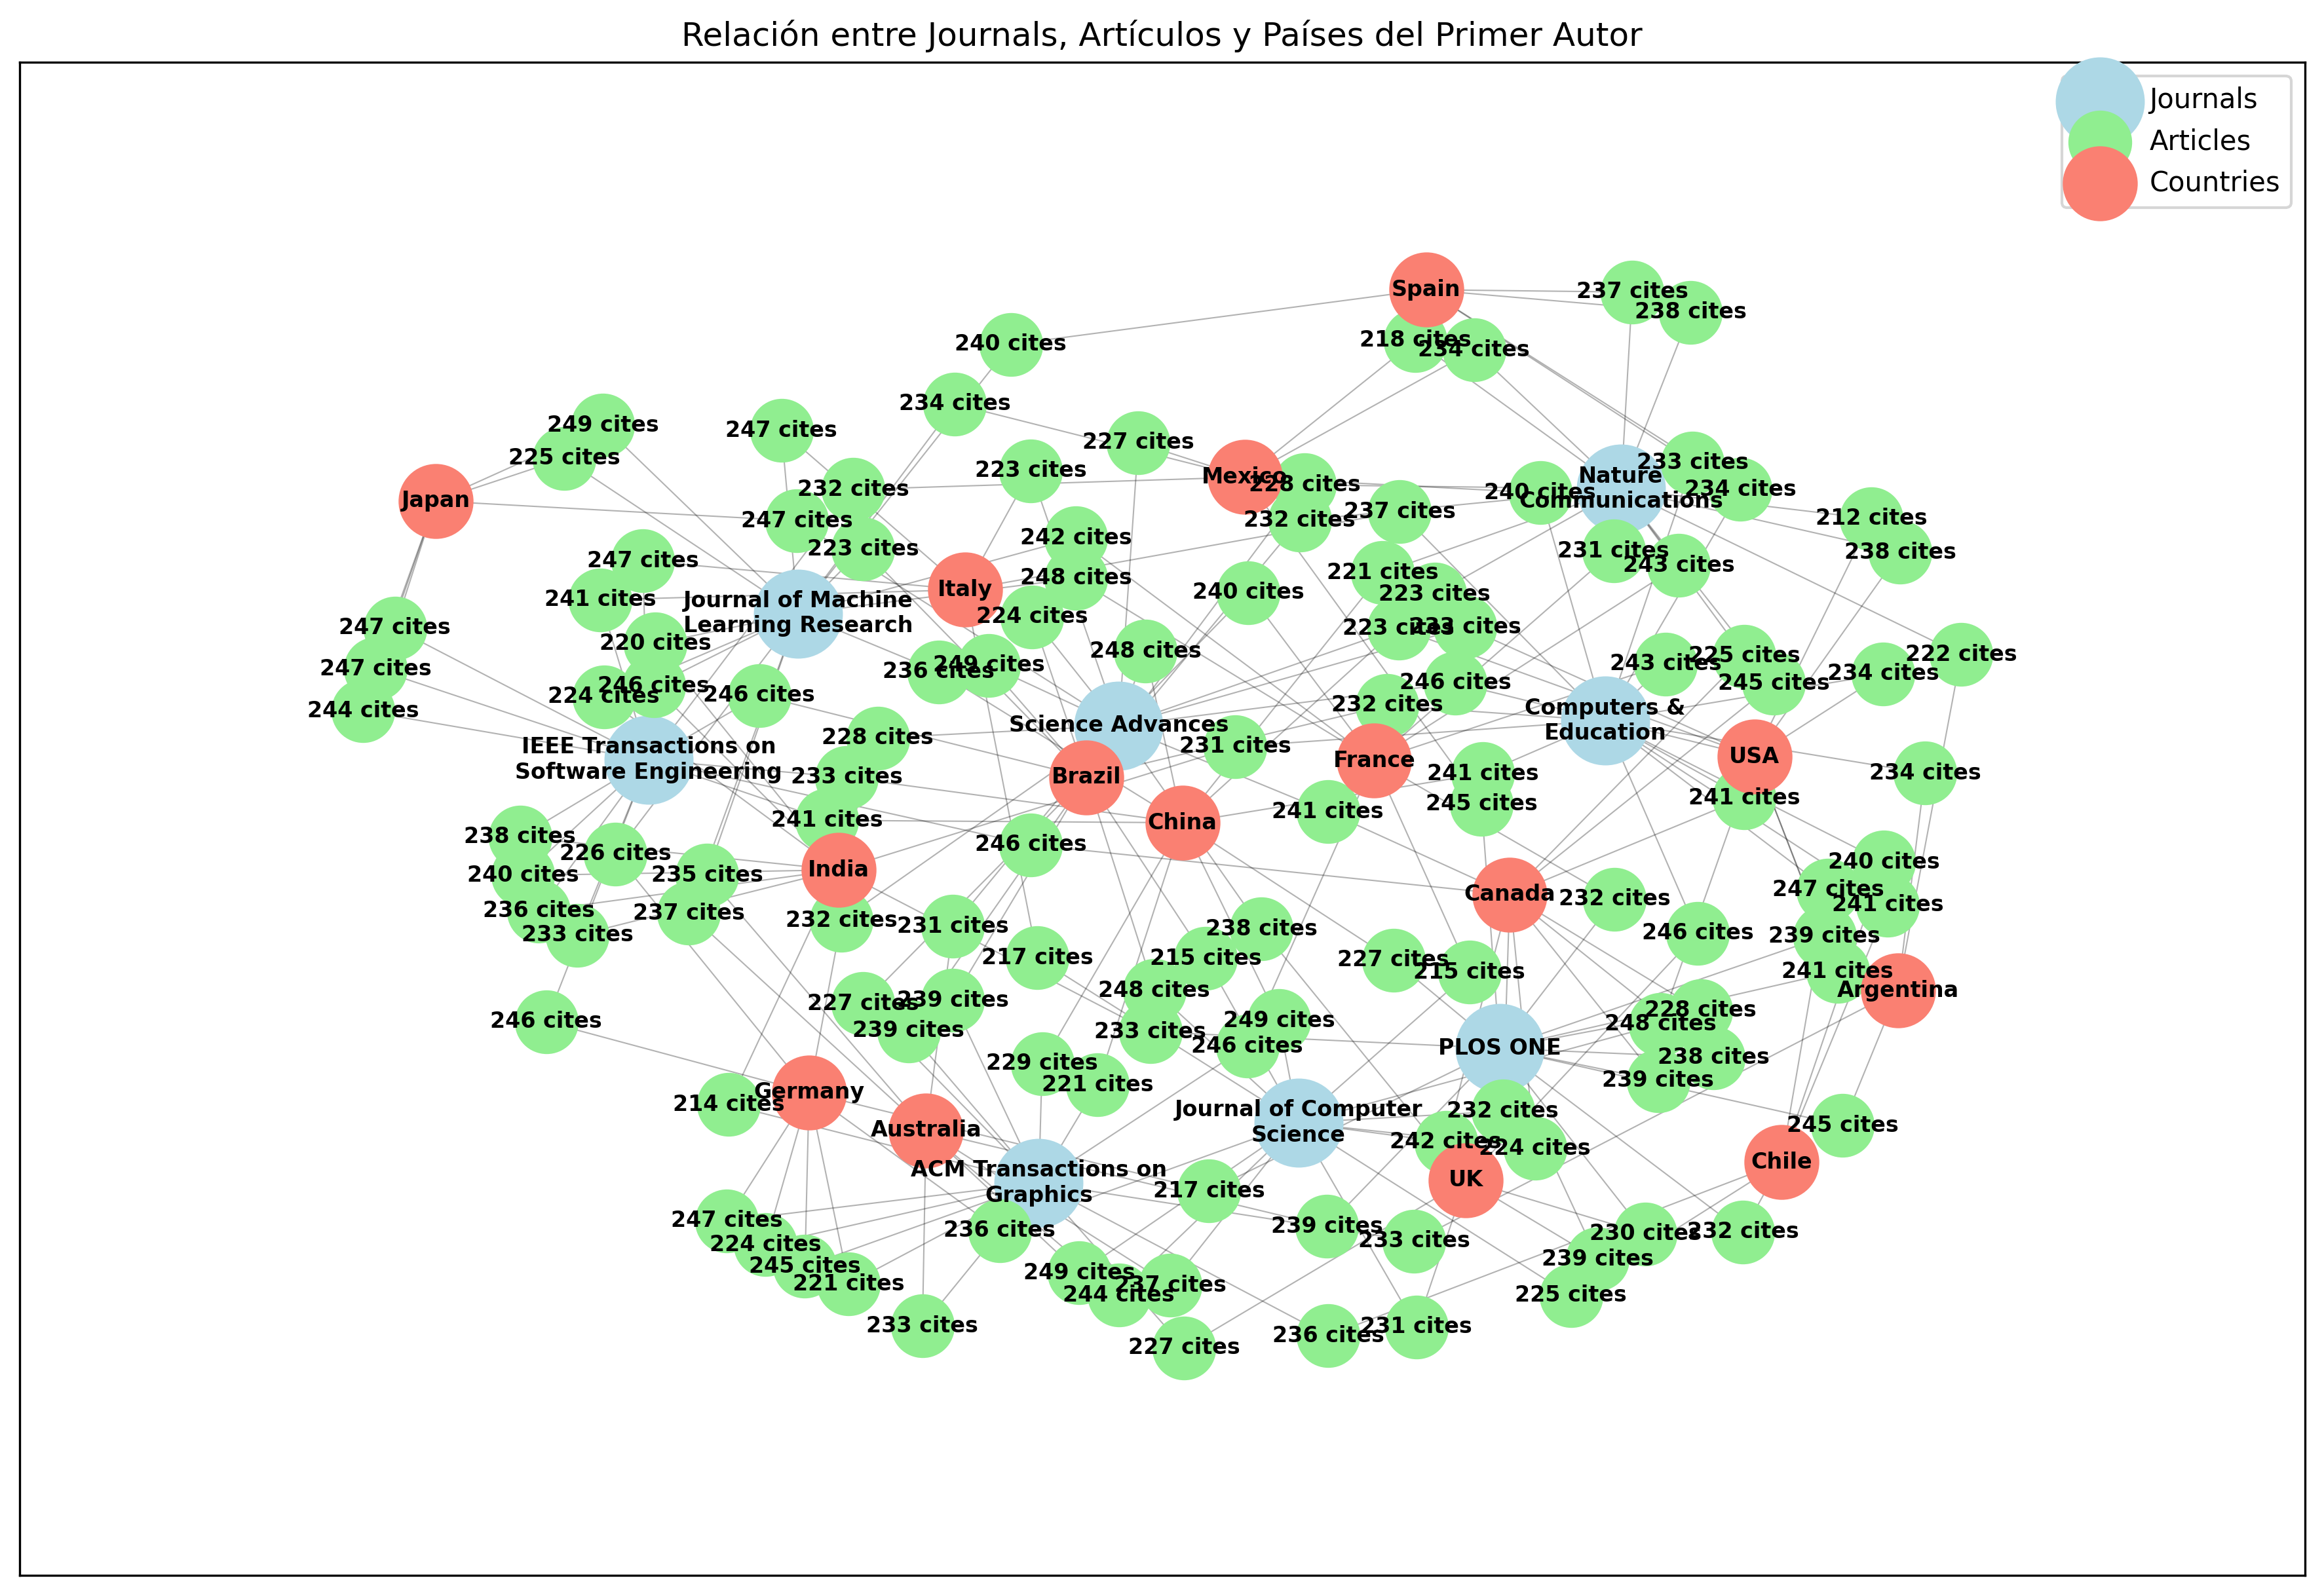 Relación entre Journals, Artículos y Países del Primer Autor
Journals
Articles
Countries
Spain
237 cites
238 cites
218 cites
234 cites
240 cites
234 cites
249 cites
225 cites
247 cites
227 cites
223 cites
232 cites
Japan
247 cites
223 cites
Mexico
228 cites
232 cites
237 cites
240 cites
Nature
Communications
233 cites
234 cites
212 cites
238 cites
231 cites
243 cites
242 cites
248 cites
224 cites
Italy
247 cites
241 cites
Journal of Machine
Learning Research
240 cites
221 cites
223 cites
223 cites
233 cites
247 cites
247 cites
244 cites
220 cites
246 cites
224 cites
246 cites
236 cites
249 cites
248 cites
246 cites
232 cites
243 cites
225 cites
245 cites
234 cites
222 cites
Science Advances
Computers &
Education
IEEE Transactions on
Software Engineering
228 cites
233 cites
241 cites
231 cites
Brazil
France
USA
China
241 cites
241 cites
245 cites
241 cites
234 cites
238 cites
226 cites
240 cites
235 cites
236 cites
237 cites
233 cites
India
232 cites
246 cites
231 cites
217 cites
238 cites
215 cites
Canada
232 cites
246 cites
240 cites
247 cites
241 cites
239 cites
241 cites
Argentina
227 cites
215 cites
227 cites
239 cites
239 cites
248 cites
233 cites
249 cites
246 cites
228 cites
248 cites
238 cites
239 cites
PLOS ONE
246 cites
229 cites
221 cites
Germany
214 cites
Australia
Journal of Computer
Science
232 cites
242 cites
224 cites
245 cites
Chile
UK
ACM Transactions on
Graphics
217 cites
247 cites
224 cites
245 cites
221 cites
236 cites
239 cites
233 cites
230 cites
232 cites
239 cites
225 cites
249 cites
244 cites
237 cites
233 cites
227 cites
236 cites
231 cites